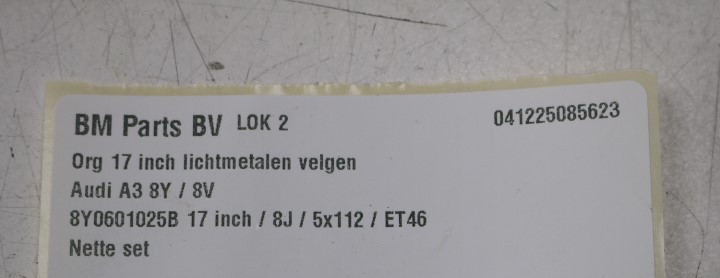 BM Parts BV LOK 2 041225085623
Org 17 inch lichtmetalen velgen
Audi A3 8Y / 8V
8Y0601025B 17 inch / 8J / 5x112 / ET46
Nette set